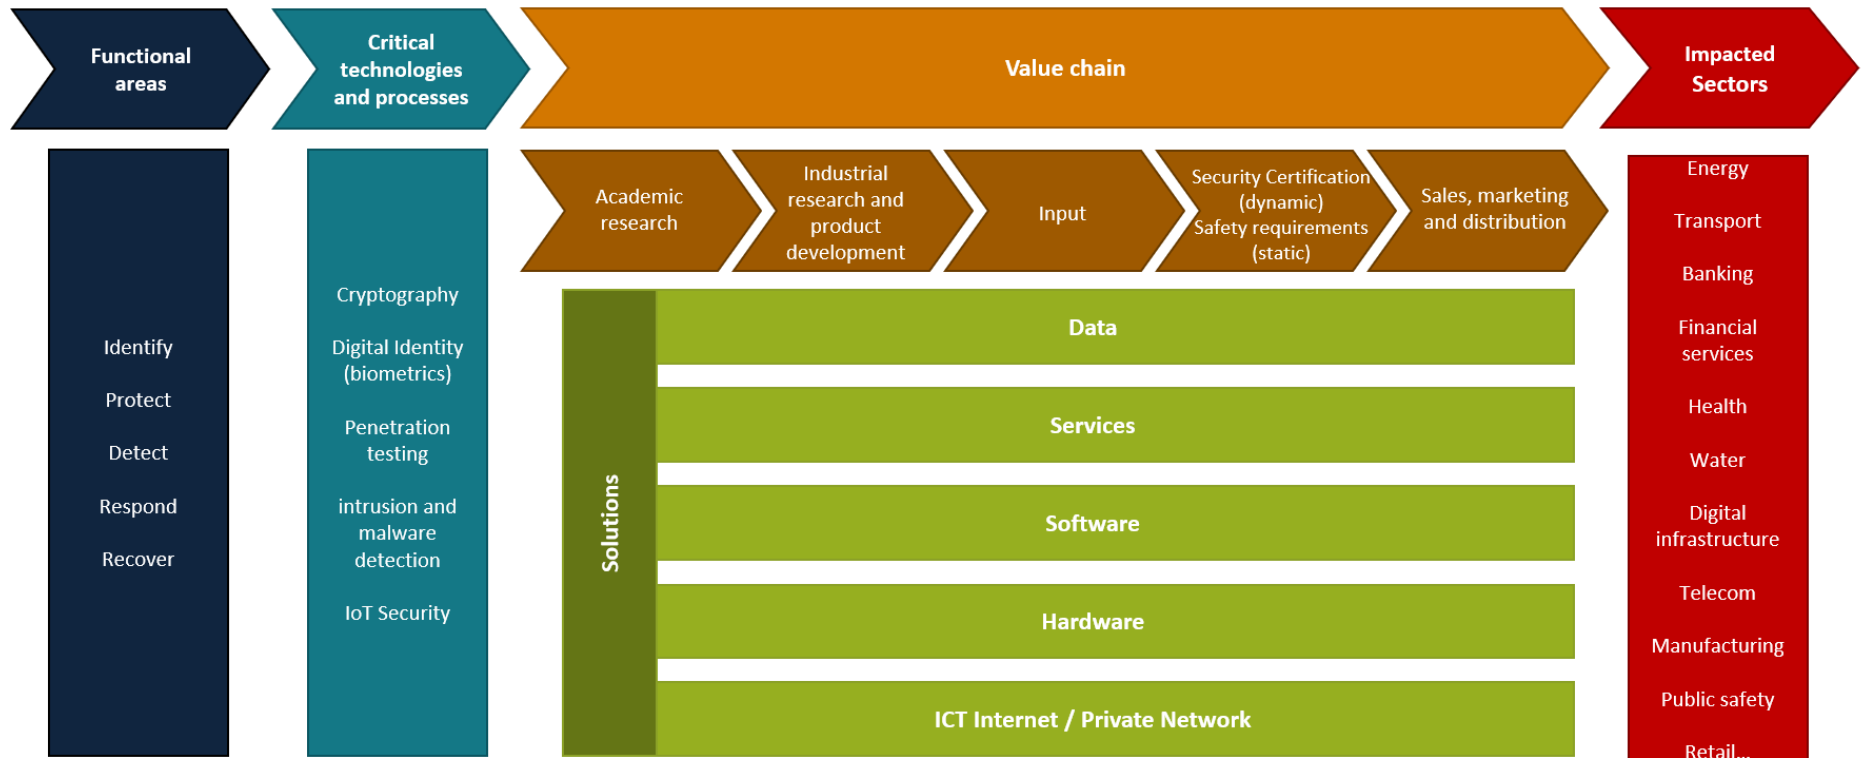 Functional
areas
Critical
technologies
and processes
Value chain
Impacted
Sectors
Identify
Protect
Detect
Respond
Recover
Cryptography
Digital Identity
(biometrics)
Penetration
testing
intrusion and
malware
detection
IoT Security
Academic
research
Industrial
research and
product
development
Input
Security Certification
(dynamic)
Safety requirements
(static)
Sales, marketing
and distribution
Solutions
Data
Services
Software
Hardware
ICT Internet / Private Network
Energy
Transport
Banking
Financial
services
Health
Water
Digital
infrastructure
Telecom
Manufacturing
Public safety
Retail...